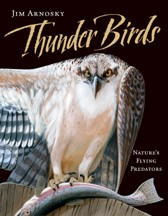 JIM ARNOSKY
Thunder Birds
NATURE'S
FLYING
PREDATORS